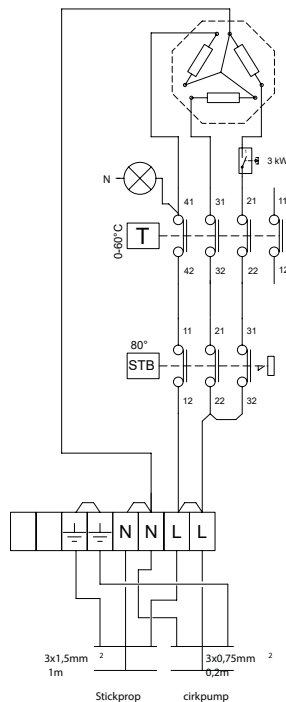 3 kW
N
41 31 21 11
0-60°C
T
42 32 22 12
11 21 31
80°
STB
12 22 32
N N L L
3x1,5mm 2
1m
3x0,75mm 2
0,2m
Stickprop cirkpump